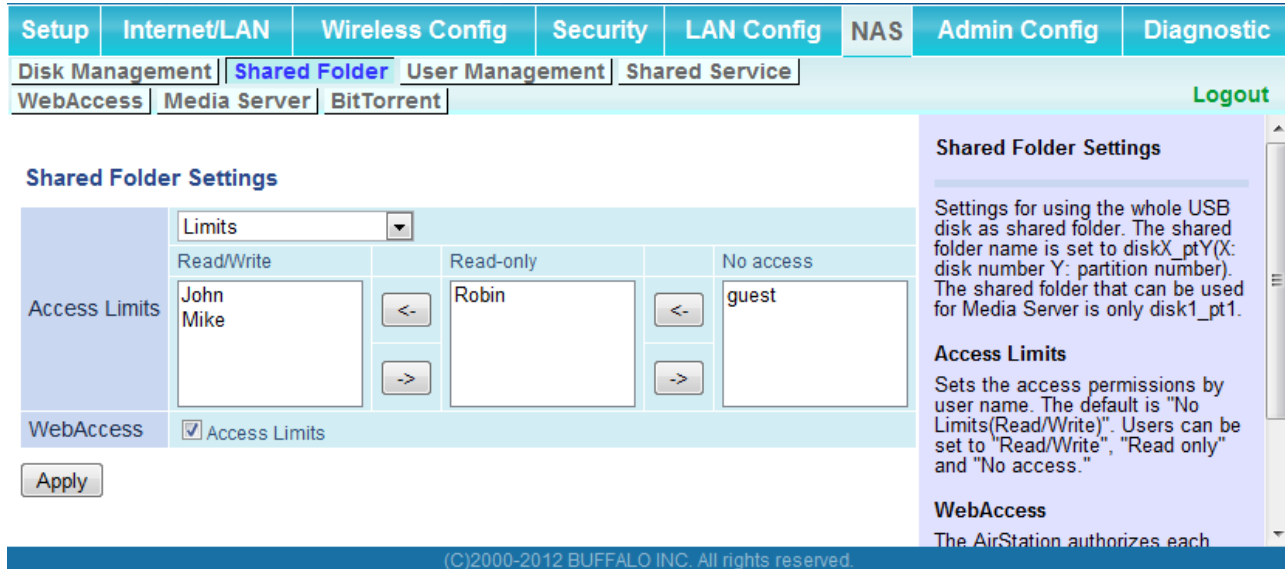 Setup Internet/LAN Wireless Config Security LAN Config NAS Admin Config Diagnostic
Disk Management Shared Folder User Management Shared Service
WebAccess Media Server BitTorrent
Logout
Shared Folder Settings
Access Limits
Limits
Read/Write Read-only No access
John
Mike
<-
->
Robin
<-
->
guest
WebAccess Access Limits
Apply
Shared Folder Settings
Settings for using the whole USB
disk as shared folder. The shared
folder name is set to diskX_ptY(X:
disk number Y: partition number).
The shared folder that can be used
for Media Server is only disk1_pt1.
Access Limits
Sets the access permissions by
user name. The default is "No
Limits(Read/Write)". Users can be
set to "Read/Write", "Read only"
and "No access."
WebAccess
The AirStation authorizes each
(C)2000-2012 BUFFALO INC. All rights reserved.